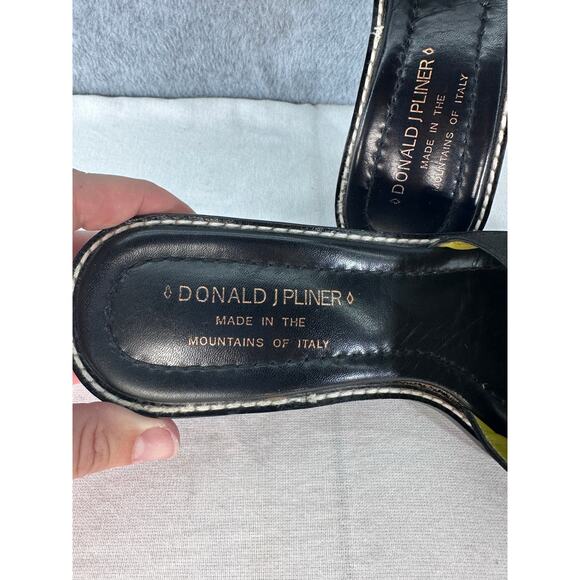 ◊ DONALD J PLINER ◊
MADE IN THE
MOUNTAINS OF ITALY
◊ DONALD J PLINER ◊
MADE IN THE
MOUNTAINS OF ITALY